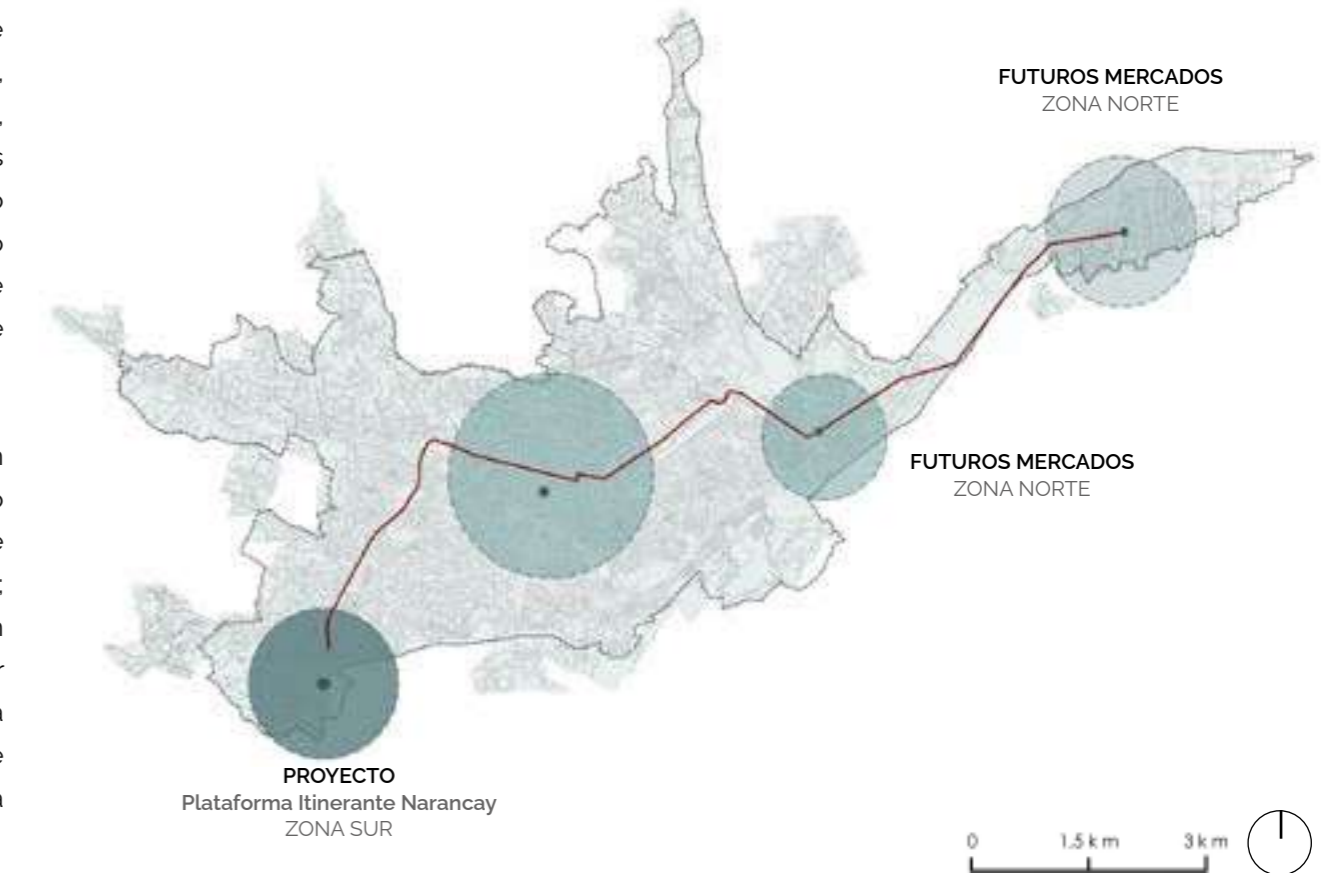 FUTUROS MERCADOS
ZONA NORTE
FUTUROS MERCADOS
ZONA NORTE
PROYECTO
Plataforma Itinerante Narancay
ZONA SUR
0 1.5 km 3 km